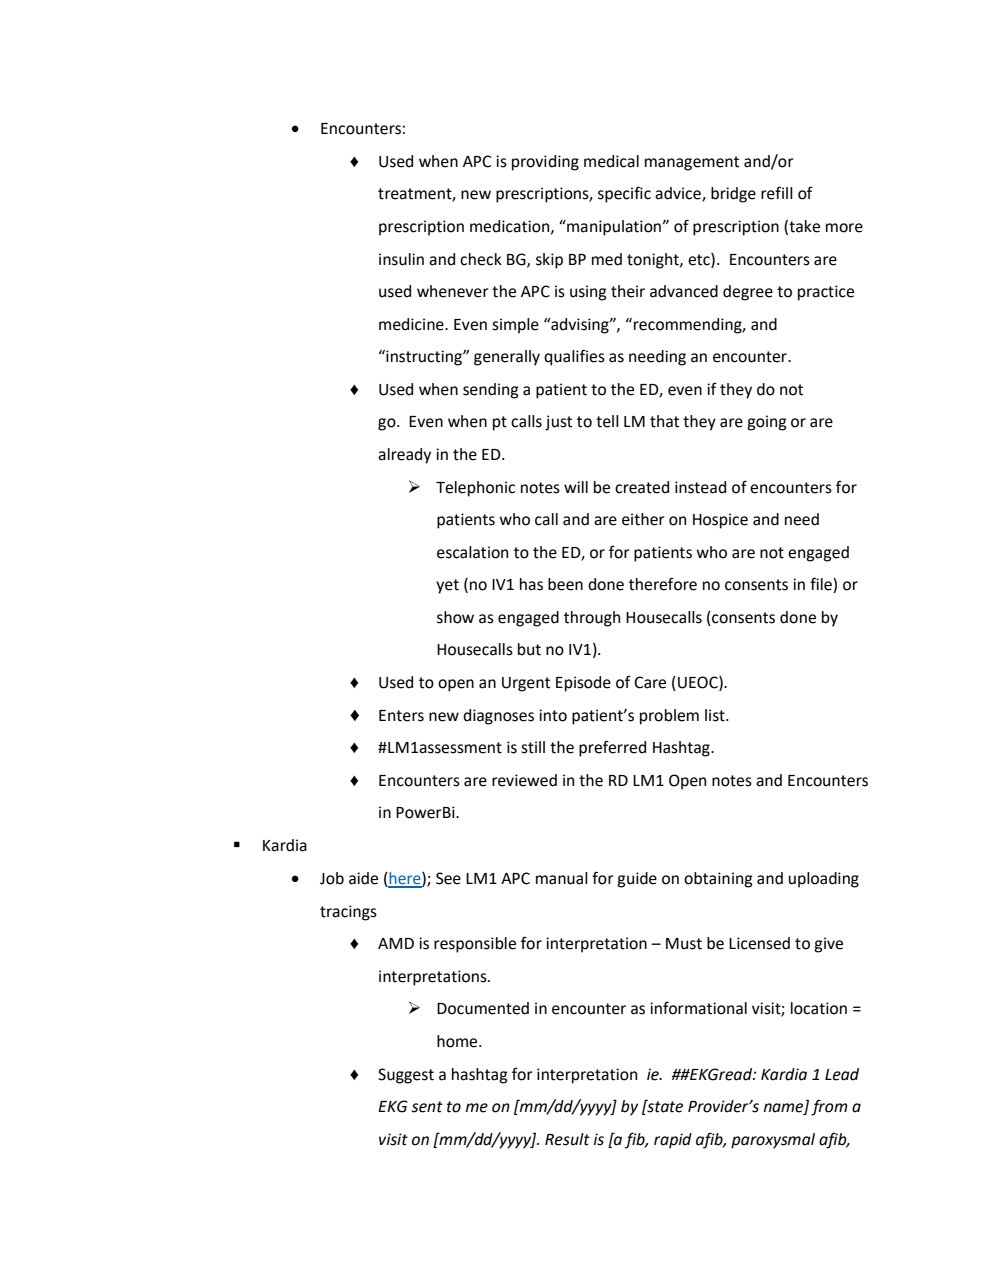 • Encounters:
♦ Used when APC is providing medical management and/or
treatment, new prescriptions, specific advice, bridge refill of
prescription medication, “manipulation” of prescription (take more
insulin and check BG, skip BP med tonight, etc).  Encounters are
used whenever the APC is using their advanced degree to practice
medicine. Even simple “advising”, “recommending, and
“instructing” generally qualifies as needing an encounter.
♦ Used when sending a patient to the ED, even if they do not
go.  Even when pt calls just to tell LM that they are going or are
already in the ED.
➢ Telephonic notes will be created instead of encounters for
patients who call and are either on Hospice and need
escalation to the ED, or for patients who are not engaged
yet (no IV1 has been done therefore no consents in file) or
show as engaged through Housecalls (consents done by
Housecalls but no IV1).
♦ Used to open an Urgent Episode of Care (UEOC).
♦ Enters new diagnoses into patient’s problem list.
♦ #LM1assessment is still the preferred Hashtag.
♦ Encounters are reviewed in the RD LM1 Open notes and Encounters
in PowerBi.
▪ Kardia
• Job aide (here); See LM1 APC manual for guide on obtaining and uploading
tracings
♦ AMD is responsible for interpretation – Must be Licensed to give
interpretations.
➢ Documented in encounter as informational visit; location =
home.
♦ Suggest a hashtag for interpretation  ie.  ##EKGread: Kardia 1 Lead
EKG sent to me on [mm/dd/yyyy] by [state Provider’s name] from a
visit on [mm/dd/yyyy]. Result is [a fib, rapid afib, paroxysmal afib,